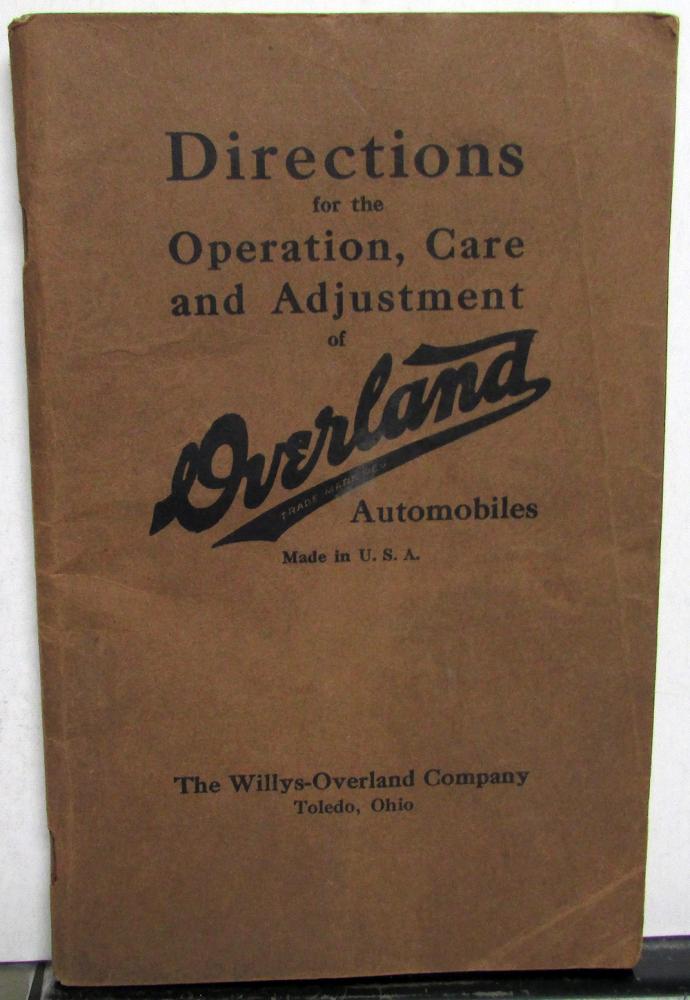 Directions
for the
Operation, Care
and Adjustment
of
Overland
TRADE MARK REG
Automobiles
Made in U. S. A.
The Willys-Overland Company
Toledo, Ohio